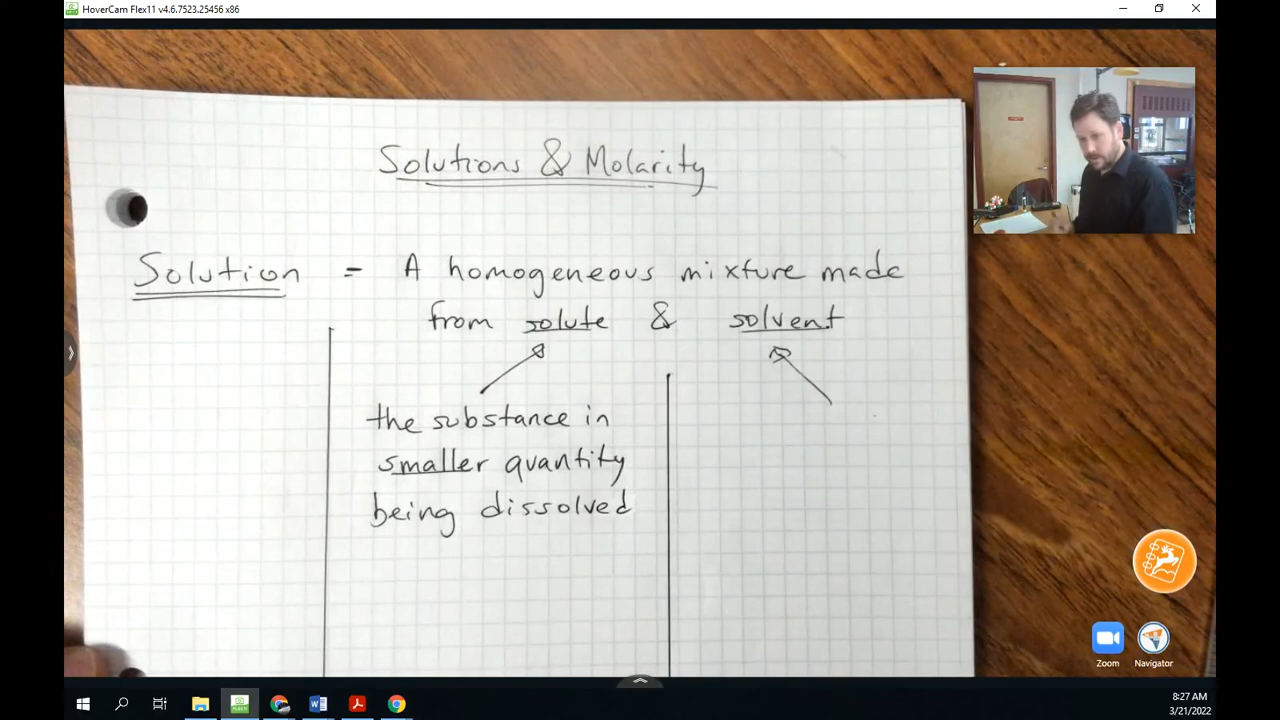 HoverCam Flex11 v4.6.7523.25456 x86
Solutions & Molarity
Solution = A homogeneous mixture made
from solute & solvent
the substance in
smaller quantity
being dissolved
Zoom
Navigator
8:27 AM
3/21/2022